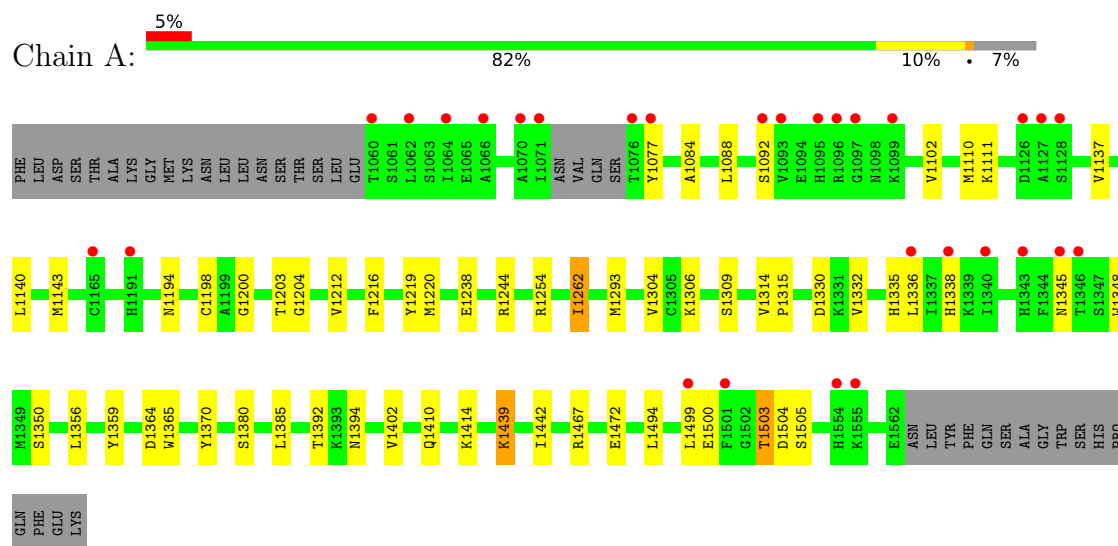 5%
Chain A:
82% 10% • 7%
PHE LEU ASP SER THR ALA LYS GLY MET LYS ASN LEU LEU ASN SER THR SER LEU GLU T1060 S1061 L1062 S1063 I1064 E1065 A1066 A1070 I1071 ASN VAL GLN SER T1076 Y1077 A1084 L1088 S1092 V1093 E1094 H1095 R1096 G1097 N1098 K1099 V1102 M1110 K1111 D1126 A1127 S1128 V1137
L1140 M1143 C1165 H1191 N1194 C1198 A1199 G1200 T1203 G1204 V1212 F1216 Y1219 M1220 E1238 R1244 R1254 I1262 M1293 V1304 C1305 K1306 S1309 V1314 P1315 D1330 K1331 V1332 H1335 L1336 I1337 H1338 K1339 I1340 H1343 F1344 N1345 T1346 S1347 W1348
M1349 S1350 L1356 Y1359 D1364 W1365 Y1370 S1380 L1385 T1392 K1393 N1394 V1402 Q1410 K1414 K1439 I1442 R1467 E1472 L1494 L1499 E1500 F1501 G1502 T1503 D1504 S1505 H1554 K1555 E1562 ASN LEU TYR PHE GLN SER ALA GLY TRP SER HIS PRO
GLN PHE GLU LYS